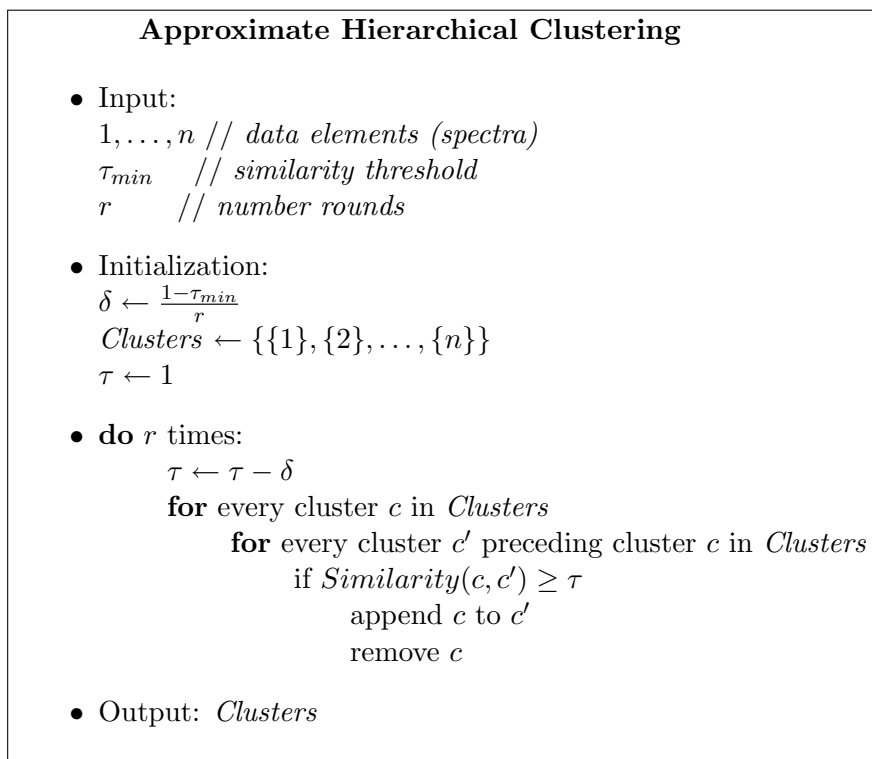 Approximate Hierarchical Clustering
• Input:
1, . . . , n // data elements (spectra)
τ_min // similarity threshold
r // number rounds
• Initialization:
δ ← (1−τ_min)/r
Clusters ← {{1}, {2}, . . . , {n}}
τ ← 1
• do r times:
τ ← τ − δ
for every cluster c in Clusters
for every cluster c′ preceding cluster c in Clusters
if Similarity(c, c′) ≥ τ
append c to c′
remove c
• Output: Clusters